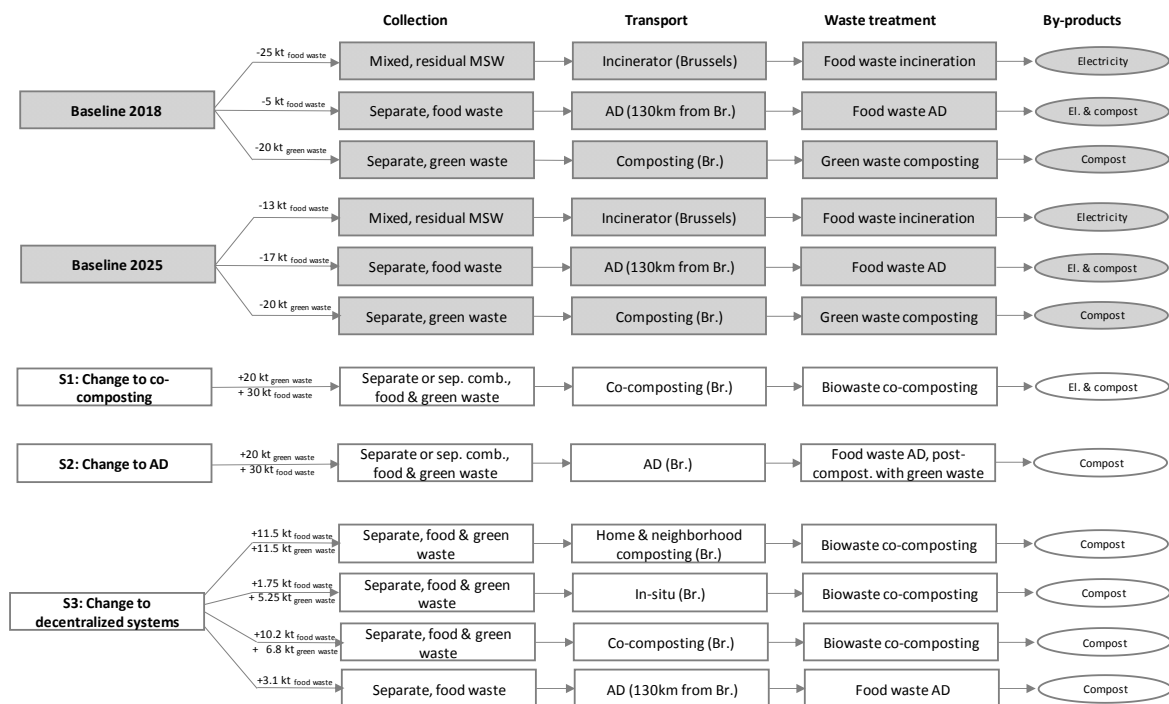 Collection Transport Waste treatment By-products
-25 kt food waste
Mixed, residual MSW Incinerator (Brussels) Food waste incineration Electricity
Baseline 2018
-5 kt food waste
Separate, food waste AD (130km from Br.) Food waste AD El. & compost
-20 kt green waste
Separate, green waste Composting (Br.) Green waste composting Compost
-13 kt food waste
Mixed, residual MSW Incinerator (Brussels) Food waste incineration Electricity
Baseline 2025
-17 kt food waste
Separate, food waste AD (130km from Br.) Food waste AD El. & compost
-20 kt green waste
Separate, green waste Composting (Br.) Green waste composting Compost
S1: Change to co-
composting
+20 kt green waste
+ 30 kt food waste
Separate or sep. comb.,
food & green waste
Co-composting (Br.) Biowaste co-composting El. & compost
S2: Change to AD
+20 kt green waste
+ 30 kt food waste
Separate or sep. comb.,
food & green waste
AD (Br.)
Food waste AD, post-
compost. with green waste
Compost
S3: Change to
decentralized systems
+11.5 kt food waste
+11.5 kt green waste
Separate, food & green
waste
Home & neighborhood
composting (Br.)
Biowaste co-composting Compost
+1.75 kt food waste
+ 5.25 kt green waste
Separate, food & green
waste
In-situ (Br.) Biowaste co-composting Compost
+10.2 kt food waste
+ 6.8 kt green waste
Separate, food & green
waste
Co-composting (Br.) Biowaste co-composting Compost
+3.1 kt food waste
Separate, food waste AD (130km from Br.) Food waste AD Compost